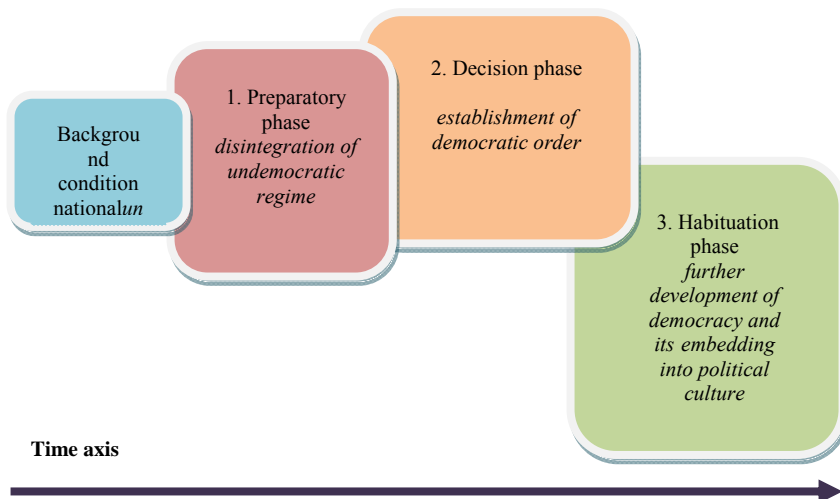 Backgrou
nd
condition
nationalun
1. Preparatory
phase
disintegration of
undemocratic
regime
2. Decision phase
establishment of
democratic order
3. Habituation
phase
further
development of
democracy and
its embedding
into political
culture
Time axis